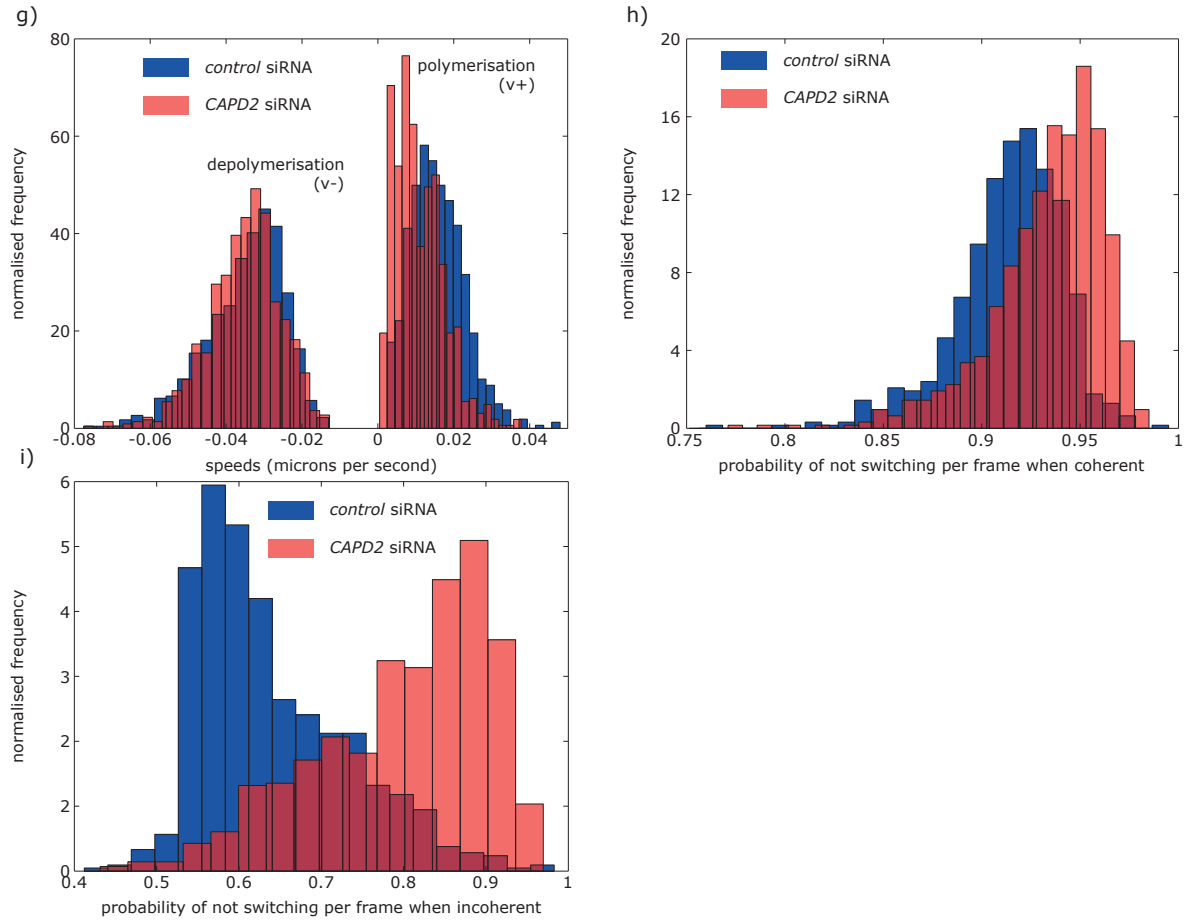 g)
80
60
40
20
0
normalised frequency
control siRNA
CAPD2 siRNA
depolymerisation
(v-)
polymerisation
(v+)
-0.08
-0.06
-0.04
-0.02
0
0.02
0.04
speeds (microns per second)
h)
20
16
12
8
4
0
normalised frequency
control siRNA
CAPD2 siRNA
0.75
0.8
0.85
0.9
0.95
1
probability of not switching per frame when coherent
i)
6
5
4
3
2
2
0
normalised frequency
control siRNA
CAPD2 siRNA
0.4
0.5
0.6
0.7
0.8
0.9
1
probability of not switching per frame when incoherent